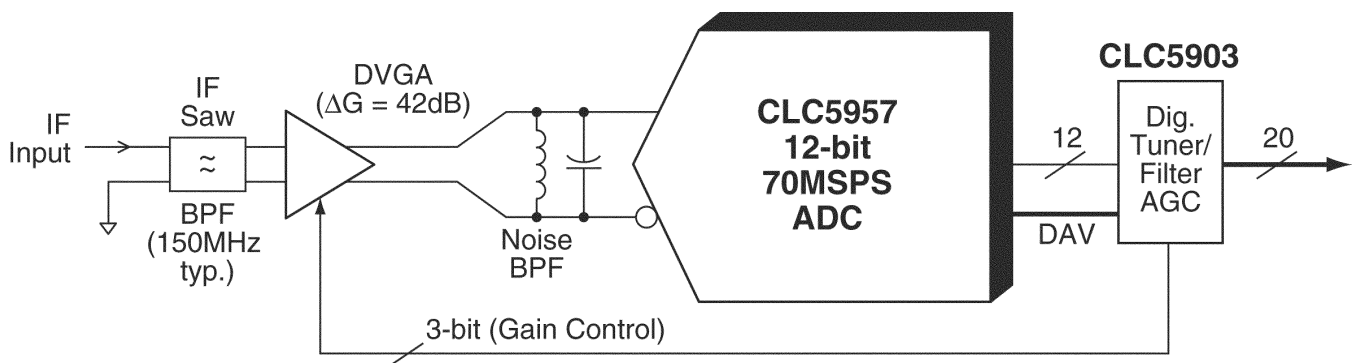 IF
Input
IF
Saw
≈
BPF
(150MHz
typ.)
DVGA
(ΔG = 42dB)
Noise
BPF
CLC5957
12-bit
70MSPS
ADC
12
DAV
CLC5903
Dig.
Tuner/
Filter
AGC
20
3-bit (Gain Control)